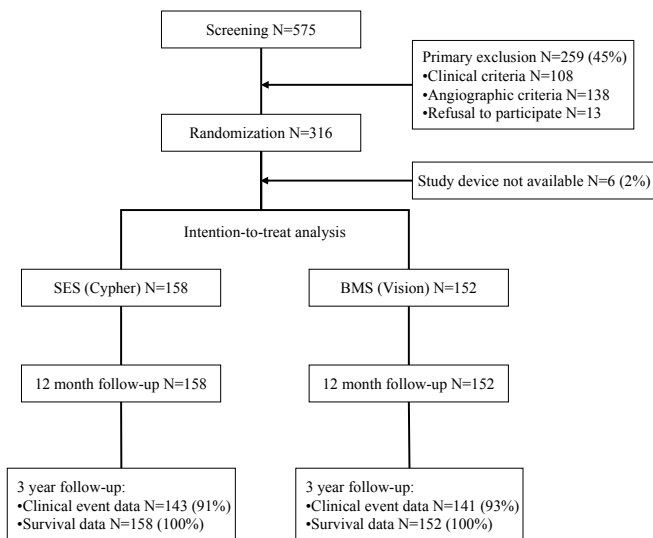 Screening N=575
Primary exclusion N=259 (45%)
•Clinical criteria N=108
•Angiographic criteria N=138
•Refusal to participate N=13
Randomization N=316
Study device not available N=6 (2%)
Intention-to-treat analysis
SES (Cypher) N=158
BMS (Vision) N=152
12 month follow-up N=158
12 month follow-up N=152
3 year follow-up:
•Clinical event data N=143 (91%)
•Survival data N=158 (100%)
3 year follow-up:
•Clinical event data N=141 (93%)
•Survival data N=152 (100%)